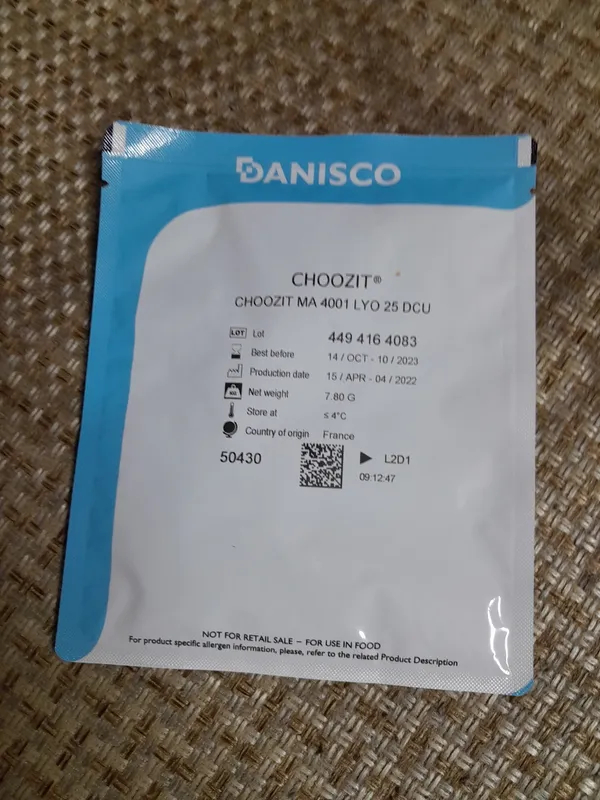 DANISCO
CHOOZIT®
CHOOZIT MA 4001 LYO 25 DCU
LOT Lot 449 416 4083
Best before 14 / OCT - 10 / 2023
Production date 15 / APR - 04 / 2022
Net weight 7.80 G
Store at ≤ 4°C
Country of origin France
50430 L2D1
09:12:47
NOT FOR RETAIL SALE – FOR USE IN FOOD
For product specific allergen information, please, refer to the related Product Description